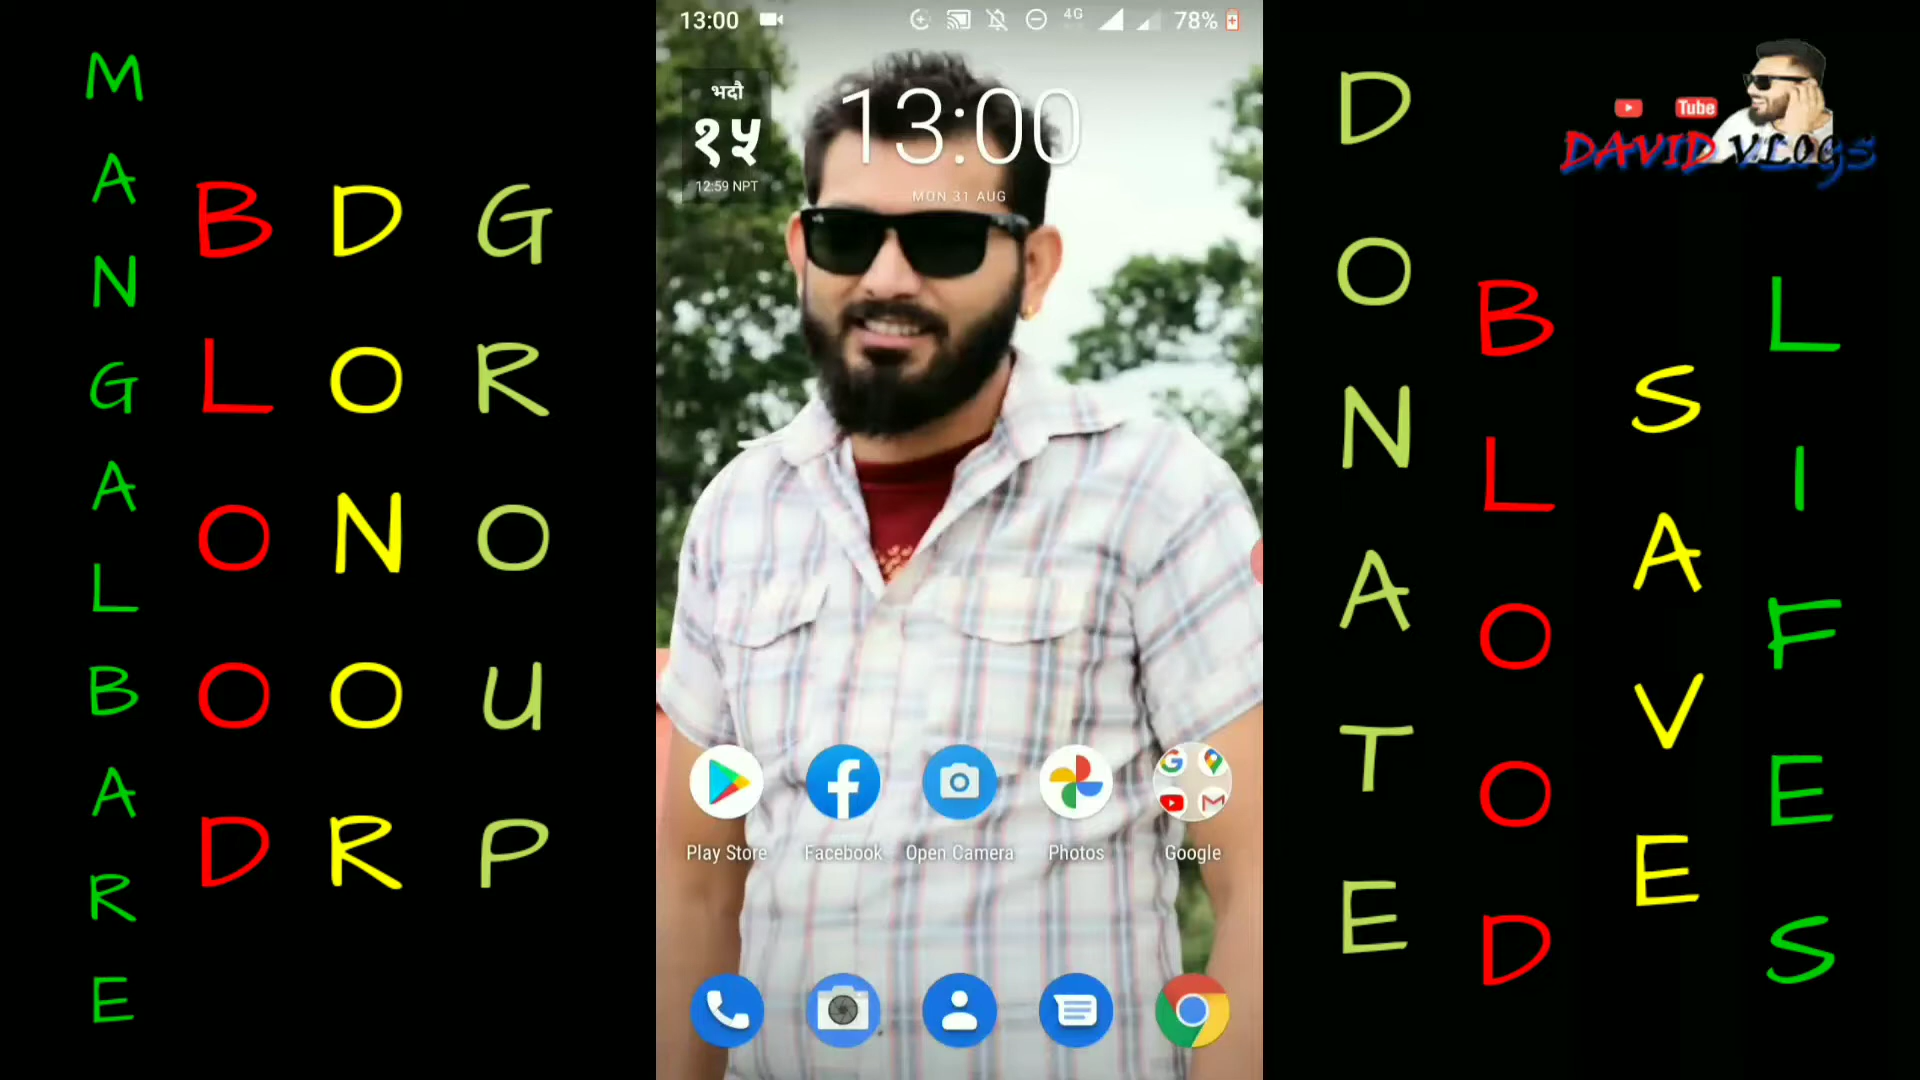 MANGALBARE
BLOOD
DONOR
GROUP
13:00
4G
78%
भदौ
१५
12:59 NPT
13:00
MON 31 AUG
Play Store
Facebook
Open Camera
Photos
Google
DONATE
BLOOD
SAVE
LIFES
Tube
DAVID VLOGS